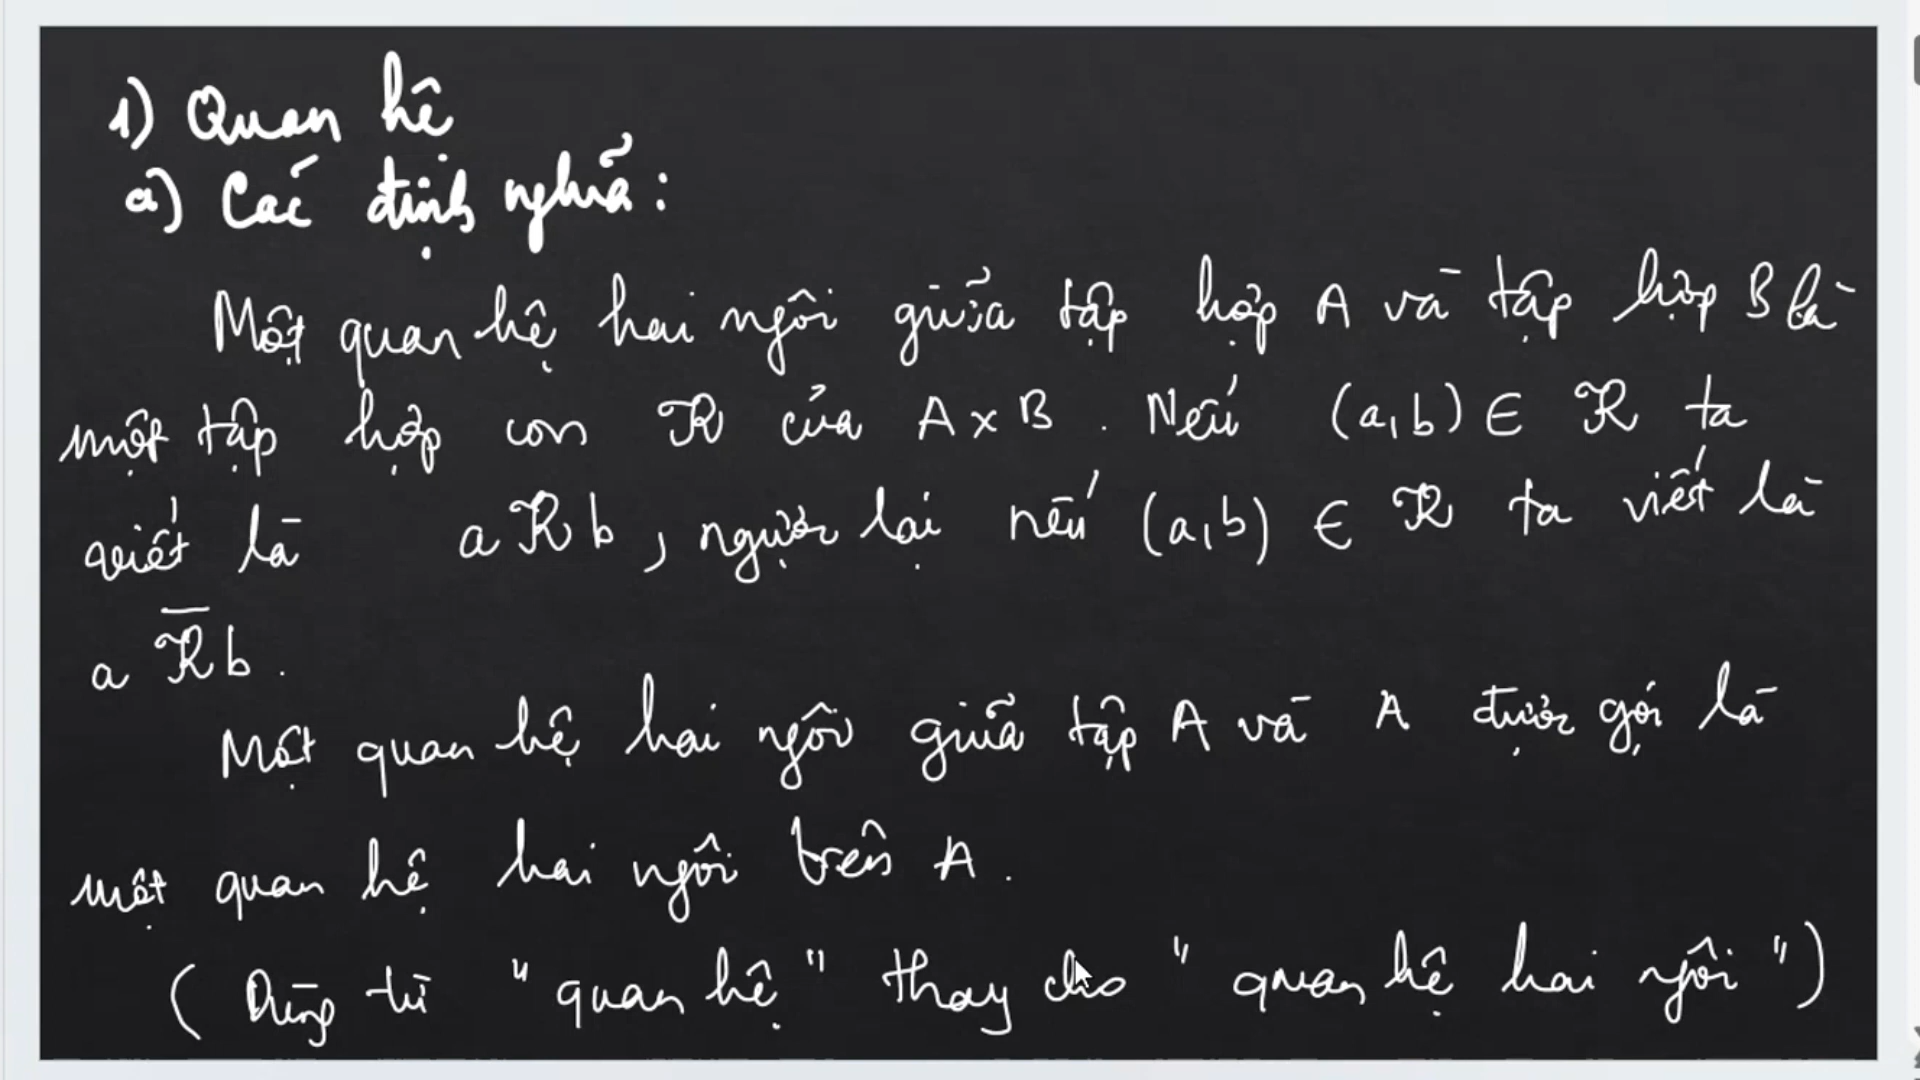 1) Quan hệ
a) Các định nghĩa:
Một quan hệ hai ngôi giữa tập hợp A và tập hợp B là
một tập hợp con ℛ của A × B. Nếu (a,b) ∈ ℛ ta
viết là a ℛ b, ngược lại nếu (a,b) ∈ ℛ ta viết là
a ℛ̅ b.
Một quan hệ hai ngôi giữa tập A và A được gọi là
một quan hệ hai ngôi trên A.
(Dùng từ "quan hệ" thay cho "quan hệ hai ngôi")